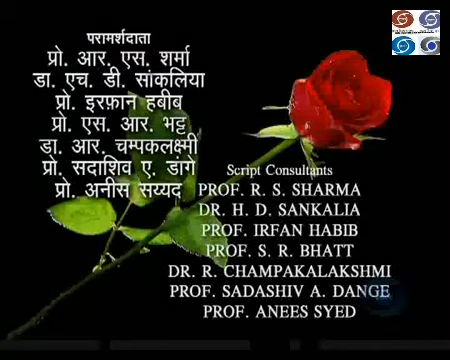 परामर्शदाता
प्रो. आर. एस. शर्मा
डा. एच. डी. सांकलिया
प्रो. इरफ़ान हबीब
प्रो. एस. आर. भट्ट
डा. आर. चम्पकलक्ष्मी
प्रो. सदाशिव ए. डांगे
प्रो. अनीस सय्यद
Script Consultants
PROF. R. S. SHARMA
DR. H. D. SANKALIA
PROF. IRFAN HABIB
PROF. S. R. BHATT
DR. R. CHAMPAKALAKSHMI
PROF. SADASHIV A. DANGE
PROF. ANEES SYED